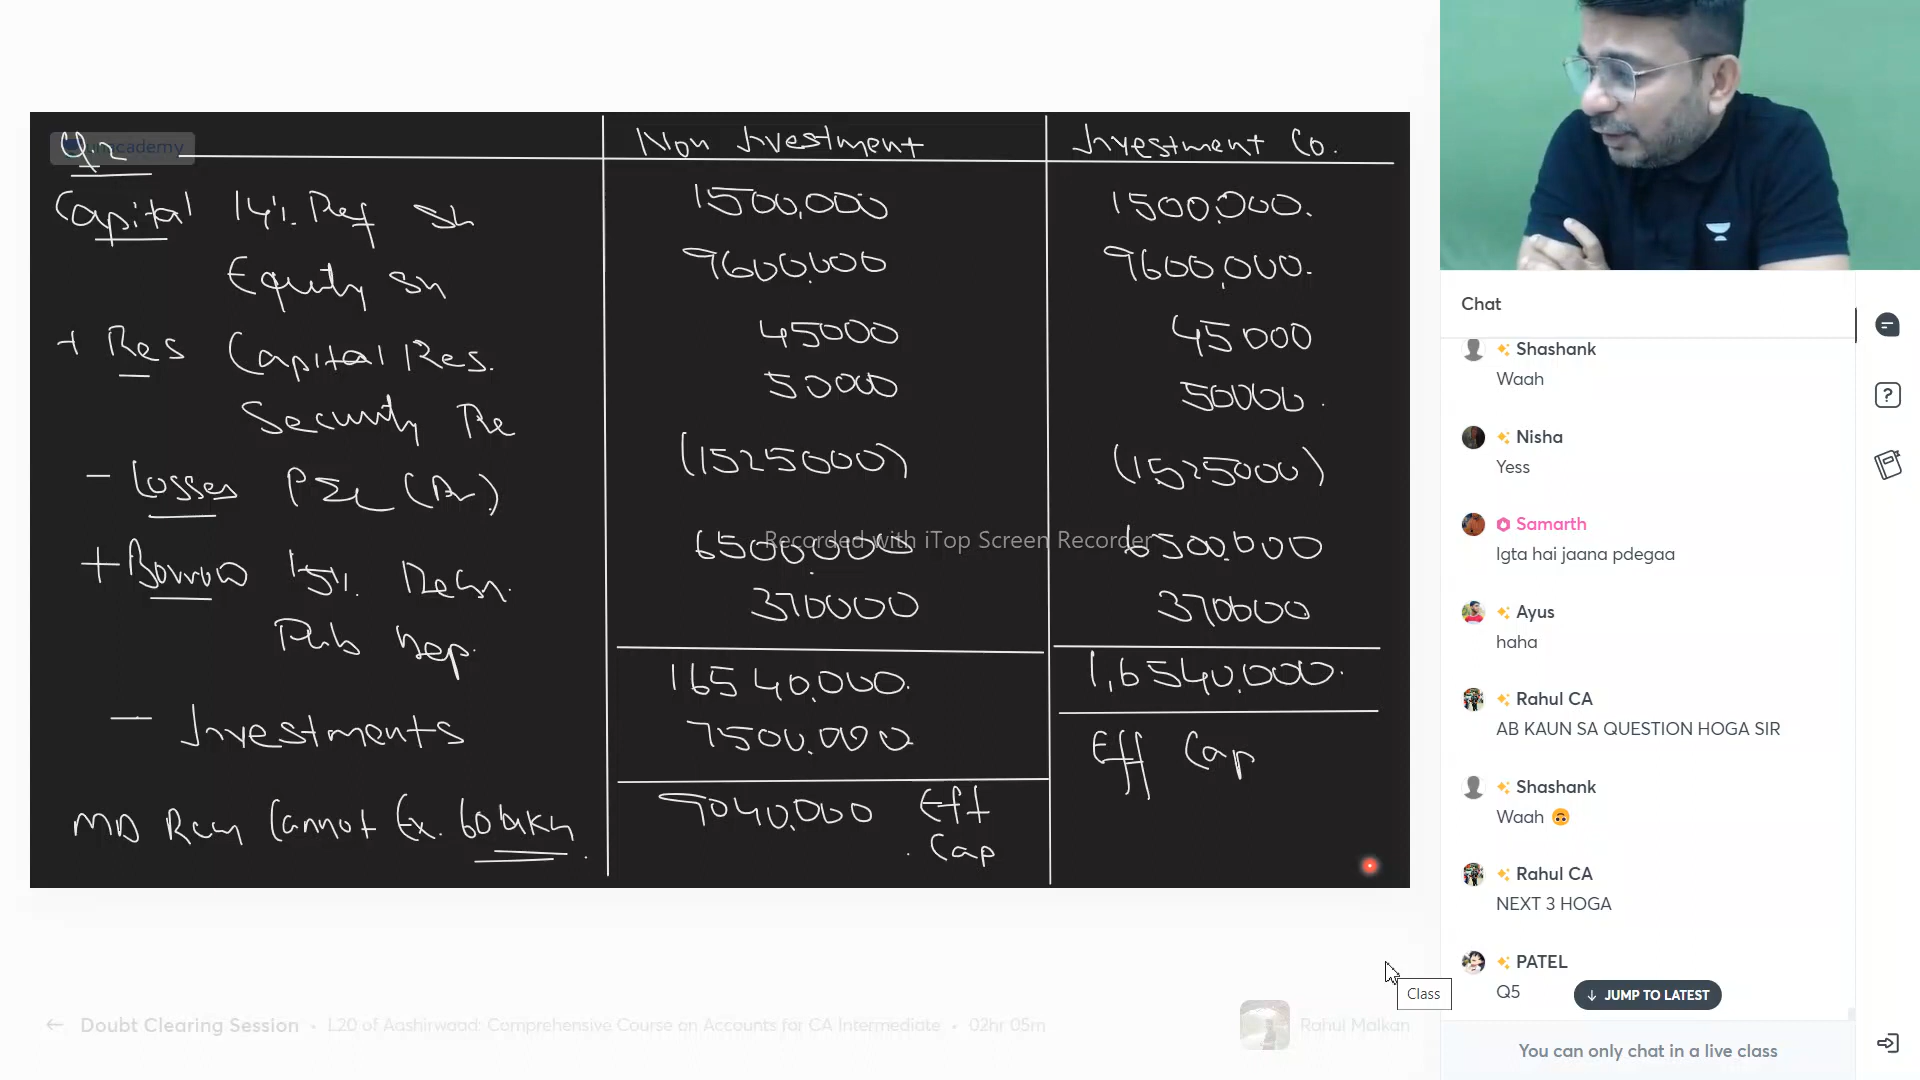 Qn2
unacademy
Non Investment
Investment Co.
Capital 14%. Pref sh 1500,000 1500,000.
Equity sh 9600,000 9600,000.
+ Res Capital Res. 45000 45000
Security Pre 50000 50000.
- Losses P&L (Dr) (1525000) (1525000)
+ Borrow 15%. Deben. 6500,000 6500,000
Pub Dep. 370000 370000
16540,000. 1,6540,000.
- Investments 7500,000 Eff Cap
MD Rem Cannot Ex. 60 lakh. 9040,000 Eff
Cap
Recorded with iTop Screen Recorder
Chat
Shashank
Waah
Nisha
Yess
Samarth
lgta hai jaana pdegaa
Ayus
haha
Rahul CA
AB KAUN SA QUESTION HOGA SIR
Shashank
Waah 🙃
Rahul CA
NEXT 3 HOGA
PATEL
Q5
↓ JUMP TO LATEST
Class
← Doubt Clearing Session • L20 of Aashirwaad: Comprehensive Course on Accounts for CA Intermediate • 02hr 05m
Rahul Malkan
You can only chat in a live class